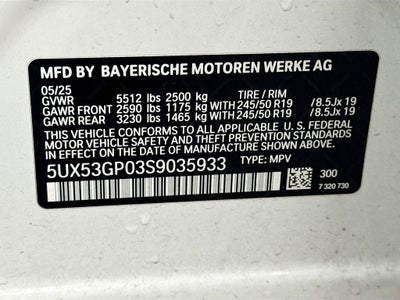 MFD BY BAYERISCHE MOTOREN WERKE AG
05/25 TIRE / RIM
GVWR 5512 lbs 2500 kg
GAWR FRONT 2590 lbs 1175 kg 245/50 R19 /8.5Jx 19
GAWR REAR 3230 lbs 1465 kg 245/50 R19 /8.5Jx 19
THIS VEHICLE CONFORMS TO ALL APPLICABLE FEDERAL
MOTOR VEHICLE SAFETY AND THEFT PREVENTION STANDARDS
IN EFFECT ON THE DATE OF MANUFACTURE SHOWN ABOVE.
5UX53GP03S9035933 TYPE: MPV
300
7 320 730